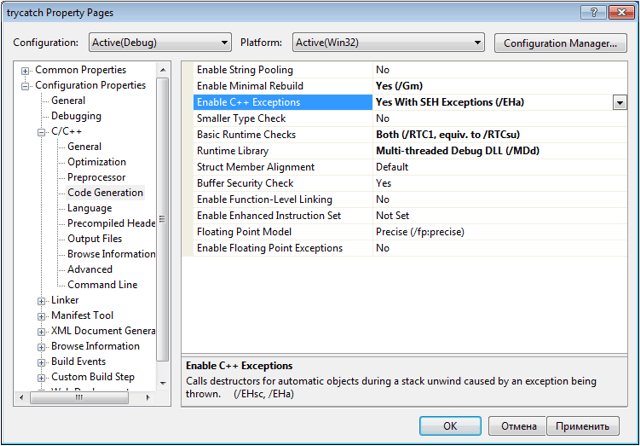 trycatch Property Pages
Configuration: Active(Debug) Platform: Active(Win32) Configuration Manager...
Common Properties
Configuration Properties
General
Debugging
C/C++
General
Optimization
Preprocessor
Code Generation
Language
Precompiled Heade
Output Files
Browse Information
Advanced
Command Line
Linker
Manifest Tool
XML Document Genera
Browse Information
Build Events
Custom Build Step
Enable String Pooling No
Enable Minimal Rebuild Yes (/Gm)
Enable C++ Exceptions Yes With SEH Exceptions (/EHa)
Smaller Type Check No
Basic Runtime Checks Both (/RTC1, equiv. to /RTCsu)
Runtime Library Multi-threaded Debug DLL (/MDd)
Struct Member Alignment Default
Buffer Security Check Yes
Enable Function-Level Linking No
Enable Enhanced Instruction Set Not Set
Floating Point Model Precise (/fp:precise)
Enable Floating Point Exceptions No
Enable C++ Exceptions
Calls destructors for automatic objects during a stack unwind caused by an exception being
thrown. (/EHsc, /EHa)
OK Отмена Применить